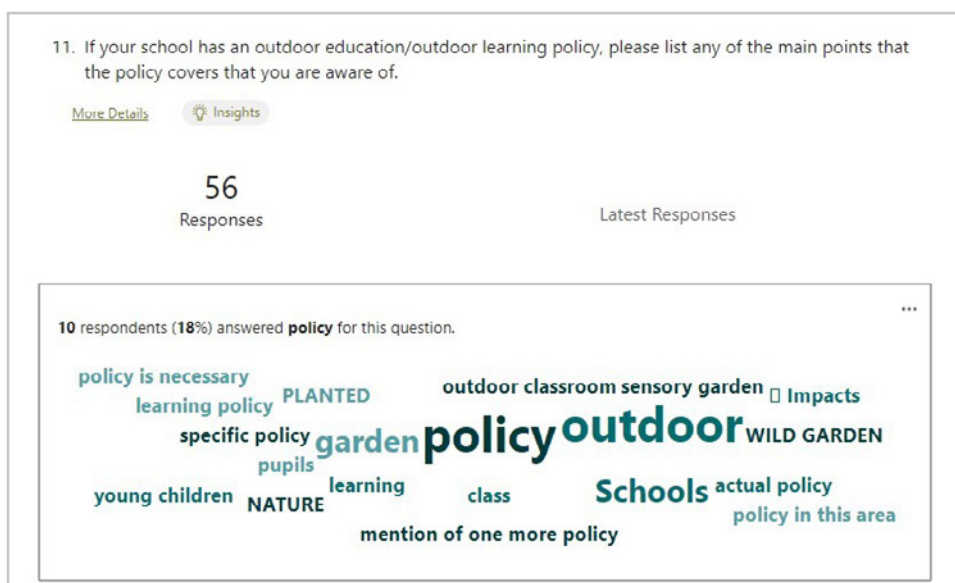 11. If your school has an outdoor education/outdoor learning policy, please list any of the main points that
the policy covers that you are aware of.
More Details
Insights
56
Responses
Latest Responses
...
10 respondents (18%) answered policy for this question.
policy is necessary
learning policy
PLANTED
outdoor classroom sensory garden
▯ Impacts
specific policy
garden
policy
outdoor
WILD GARDEN
pupils
young children
NATURE
learning
class
Schools
actual policy
policy in this area
mention of one more policy